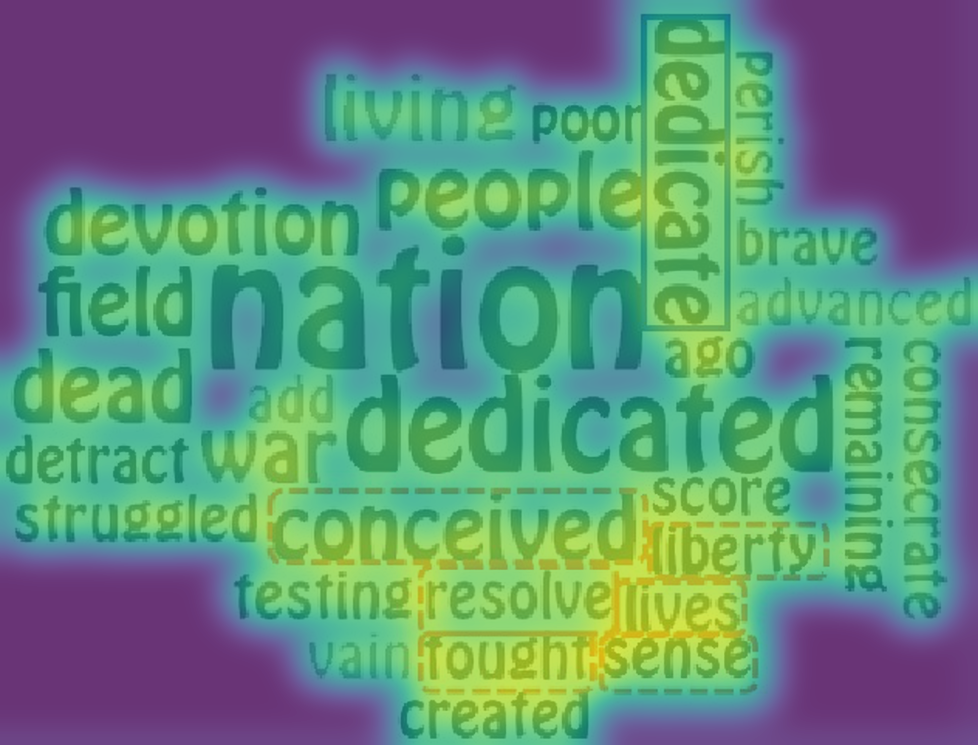 dedicate
perish
living poor
people
devotion
brave
field nation
advanced
ago
dead add
dedicated
remaining
consecrate
detract war
struggled conceived score
liberty
testing resolve lives
vain fought sense
created